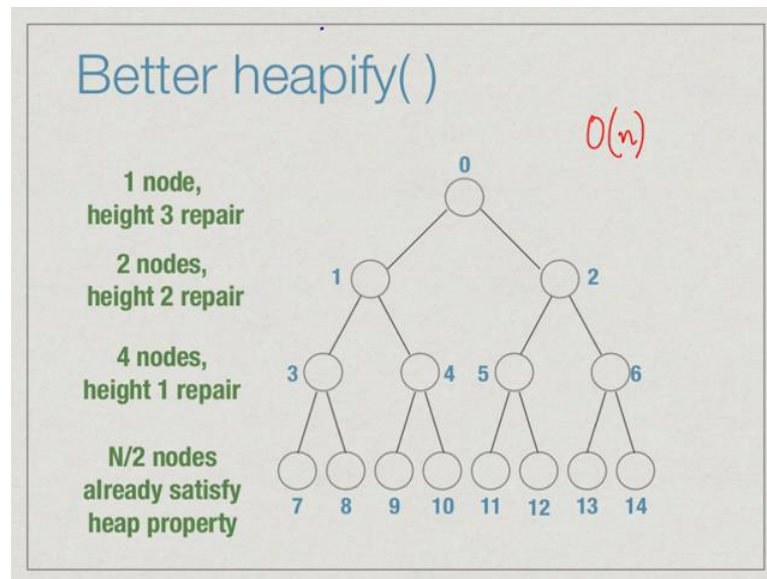 Better heapify( )
O(n)
0
1 node,
height 3 repair
2 nodes,
height 2 repair
1
2
4 nodes,
height 1 repair
3
4
5
6
N/2 nodes
already satisfy
heap property
7 8 9 10 11 12 13 14